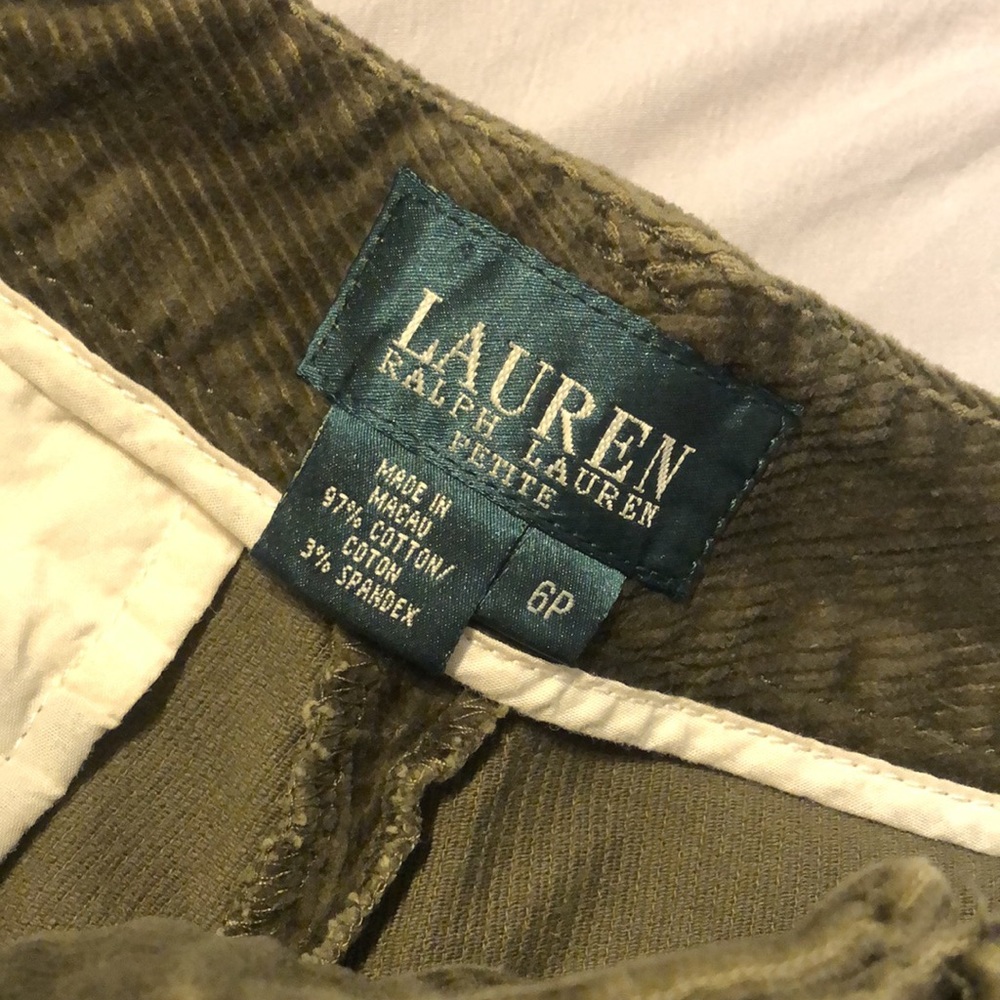 LAUREN
RALPH LAUREN
PETITE
MADE IN
MACAU
97% COTTON/
COTON
3% SPANDEX
6P